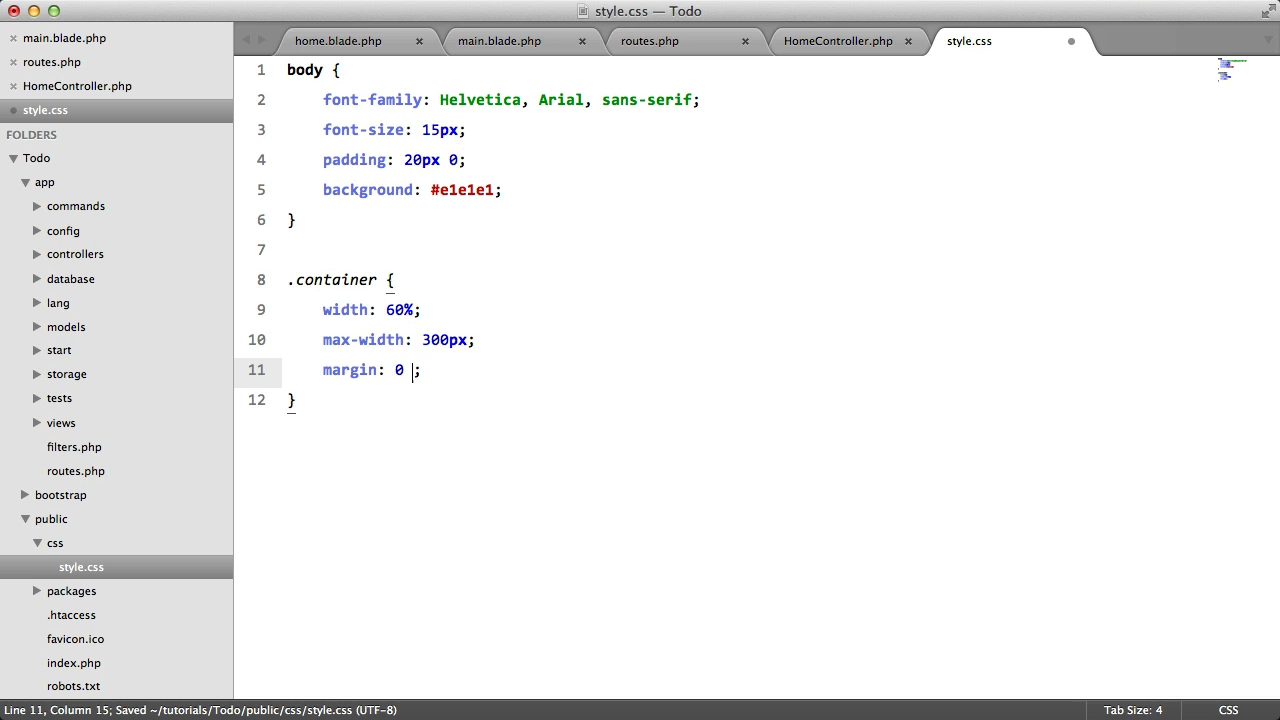 style.css — Todo
main.blade.php
routes.php
HomeController.php
style.css
FOLDERS
Todo
app
commands
config
controllers
database
lang
models
start
storage
tests
views
filters.php
routes.php
bootstrap
public
css
style.css
packages
.htaccess
favicon.ico
index.php
robots.txt
home.blade.php
main.blade.php
routes.php
HomeController.php
style.css
1 body {
2 font-family: Helvetica, Arial, sans-serif;
3 font-size: 15px;
4 padding: 20px 0;
5 background: #e1e1e1;
6 }
7
8 .container {
9 width: 60%;
10 max-width: 300px;
11 margin: 0 ;
12 }
Line 11, Column 15; Saved ~/tutorials/Todo/public/css/style.css (UTF-8)
Tab Size: 4
CSS